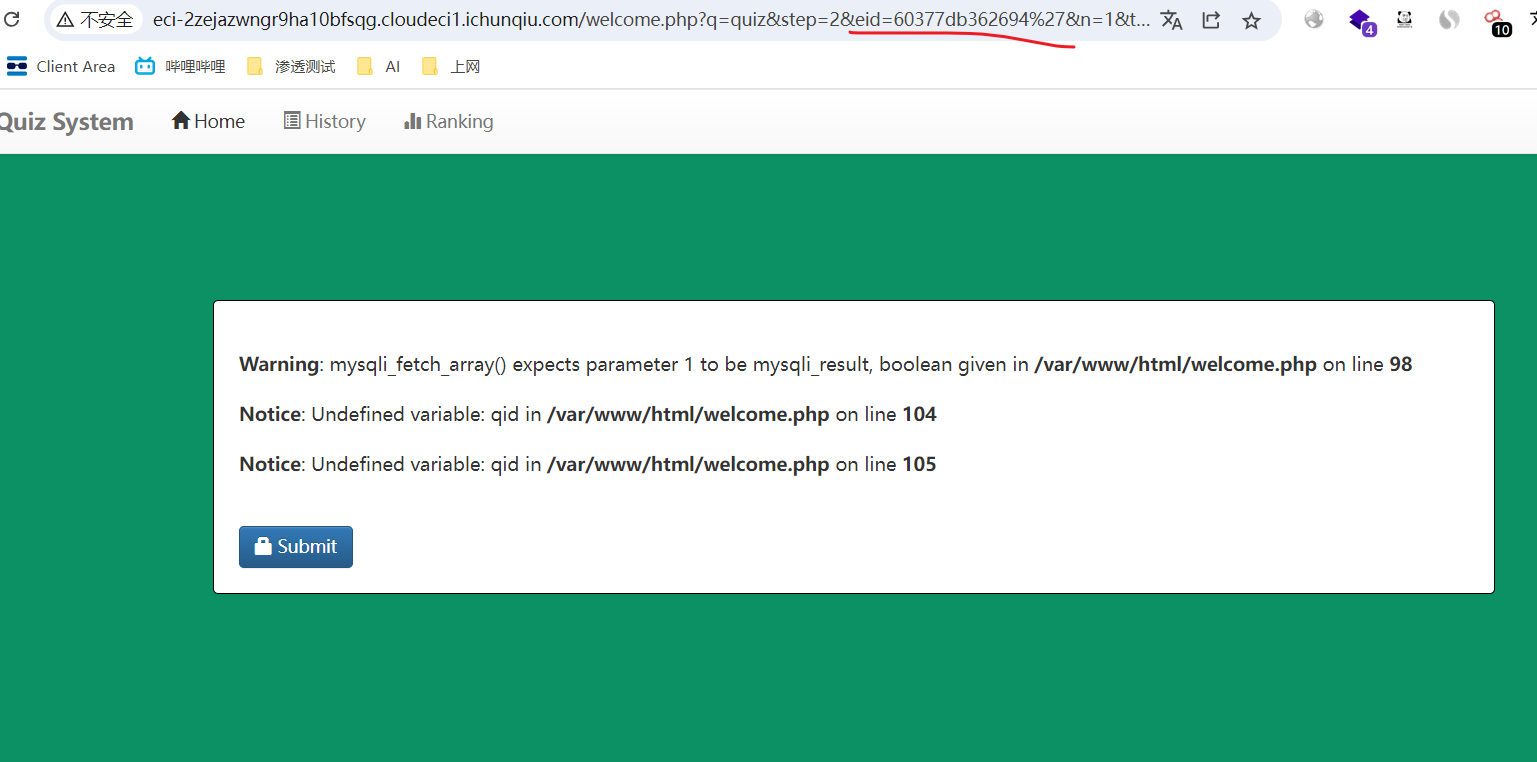 不安全 eci-2zejazwngr9ha10bfsqg.cloudeci1.ichunqiu.com/welcome.php?q=quiz&step=2&eid=60377db362694%27&n=1&t... 4 10
Client Area 哔哩哔哩 渗透测试 AI 上网
Quiz System Home History Ranking
Warning: mysqli_fetch_array() expects parameter 1 to be mysqli_result, boolean given in /var/www/html/welcome.php on line 98
Notice: Undefined variable: qid in /var/www/html/welcome.php on line 104
Notice: Undefined variable: qid in /var/www/html/welcome.php on line 105
Submit